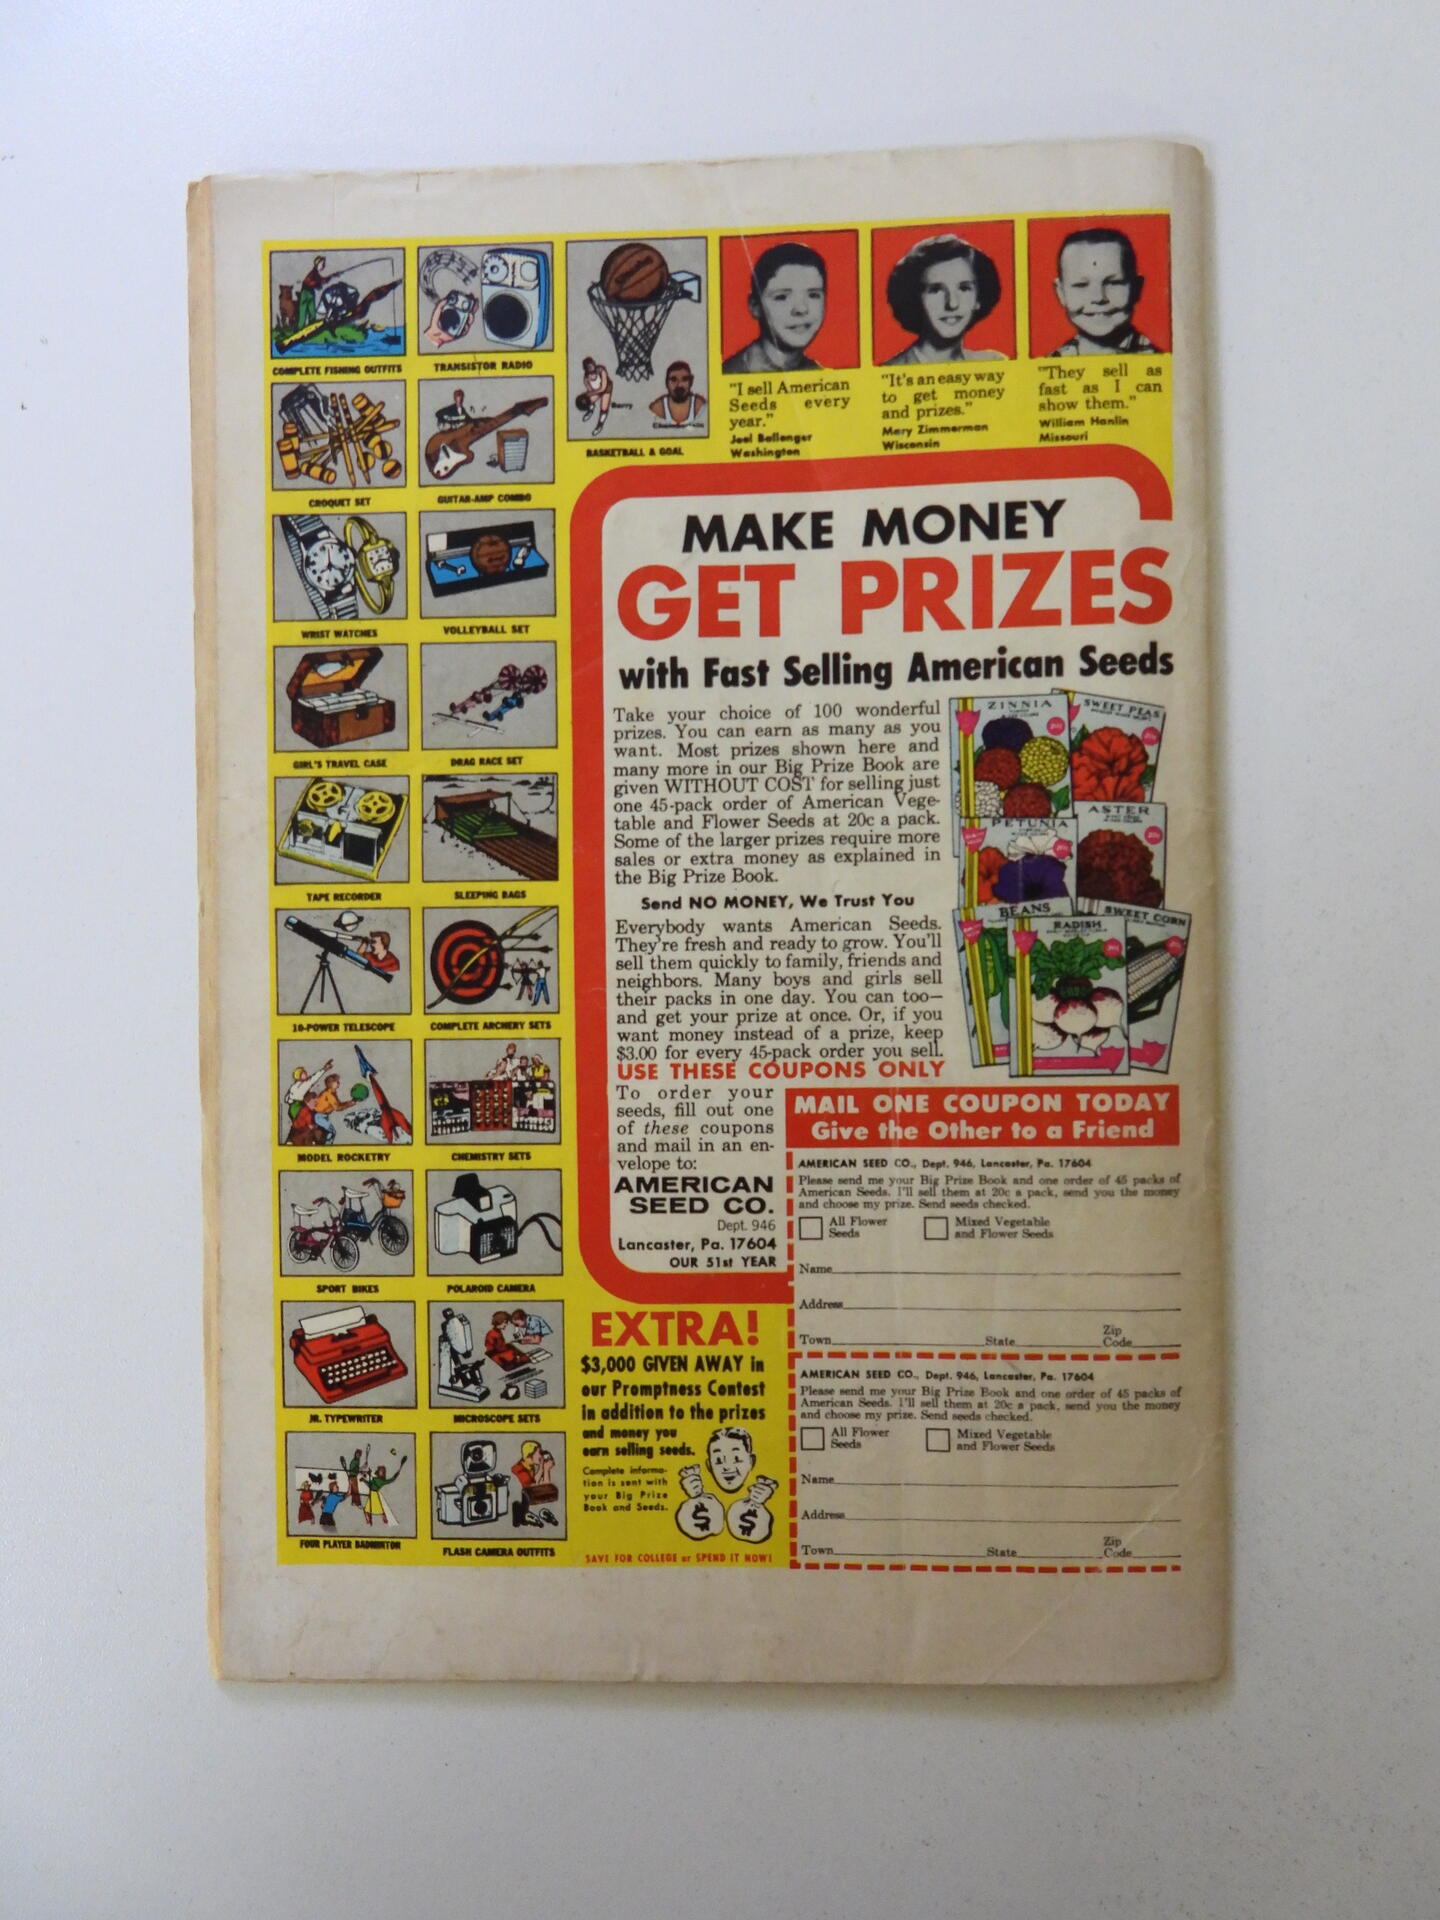 COMPLETE FISHING OUTFITS
TRANSISTOR RADIO
CROQUET SET
GUITAR-AMP COMBO
WRIST WATCHES
VOLLEYBALL SET
GIRL'S TRAVEL CASE
DRAG RACE SET
TAPE RECORDER
SLEEPING BAGS
10-POWER TELESCOPE
COMPLETE ARCHERY SETS
MODEL ROCKETRY
CHEMISTRY SETS
SPORT BIKES
POLAROID CAMERA
JR. TYPEWRITER
MICROSCOPE SETS
FOUR PLAYER BADMINTON
FLASH CAMERA OUTFITS
Barry
Chamberlain
BASKETBALL & GOAL
"I sell American
Seeds every
year."
Joel Ballenger
Washington
"It's an easy way
to get money
and prizes."
Mary Zimmerman
Wisconsin
"They sell as
fast as I can
show them."
William Hanlin
Missouri
MAKE MONEY
GET PRIZES
with Fast Selling American Seeds
Take your choice of 100 wonderful
prizes. You can earn as many as you
want. Most prizes shown here and
many more in our Big Prize Book are
given WITHOUT COST for selling just
one 45-pack order of American Vege-
table and Flower Seeds at 20c a pack.
Some of the larger prizes require more
sales or extra money as explained in
the Big Prize Book.
Send NO MONEY, We Trust You
Everybody wants American Seeds.
They're fresh and ready to grow. You'll
sell them quickly to family, friends and
neighbors. Many boys and girls sell
their packs in one day. You can too—
and get your prize at once. Or, if you
want money instead of a prize, keep
$3.00 for every 45-pack order you sell.
USE THESE COUPONS ONLY
ZINNIA
SWEET PEAS
PETUNIA
ASTER
BEANS
RADISH
SWEET CORN
To order your
seeds, fill out one
of these coupons
and mail in an en-
velope to:
AMERICAN
SEED CO.
Dept. 946
Lancaster, Pa. 17604
OUR 51st YEAR
MAIL ONE COUPON TODAY
Give the Other to a Friend
AMERICAN SEED CO., Dept. 946, Lancaster, Pa. 17604
Please send me your Big Prize Book and one order of 45 packs of
American Seeds. I'll sell them at 20c a pack, send you the money
and choose my prize. Send seeds checked.
All Flower Mixed Vegetable
Seeds and Flower Seeds
Name
Address
Town State Zip Code
AMERICAN SEED CO., Dept. 946, Lancaster, Pa. 17604
Please send me your Big Prize Book and one order of 45 packs of
American Seeds. I'll sell them at 20c a pack, send you the money
and choose my prize. Send seeds checked.
All Flower Mixed Vegetable
Seeds and Flower Seeds
Name
Address
Town State Zip Code
EXTRA!
$3,000 GIVEN AWAY in
our Promptness Contest
in addition to the prizes
and money you
earn selling seeds.
Complete informa-
tion is sent with
your Big Prize
Book and Seeds.
$ $
SAVE FOR COLLEGE or SPEND IT NOW!